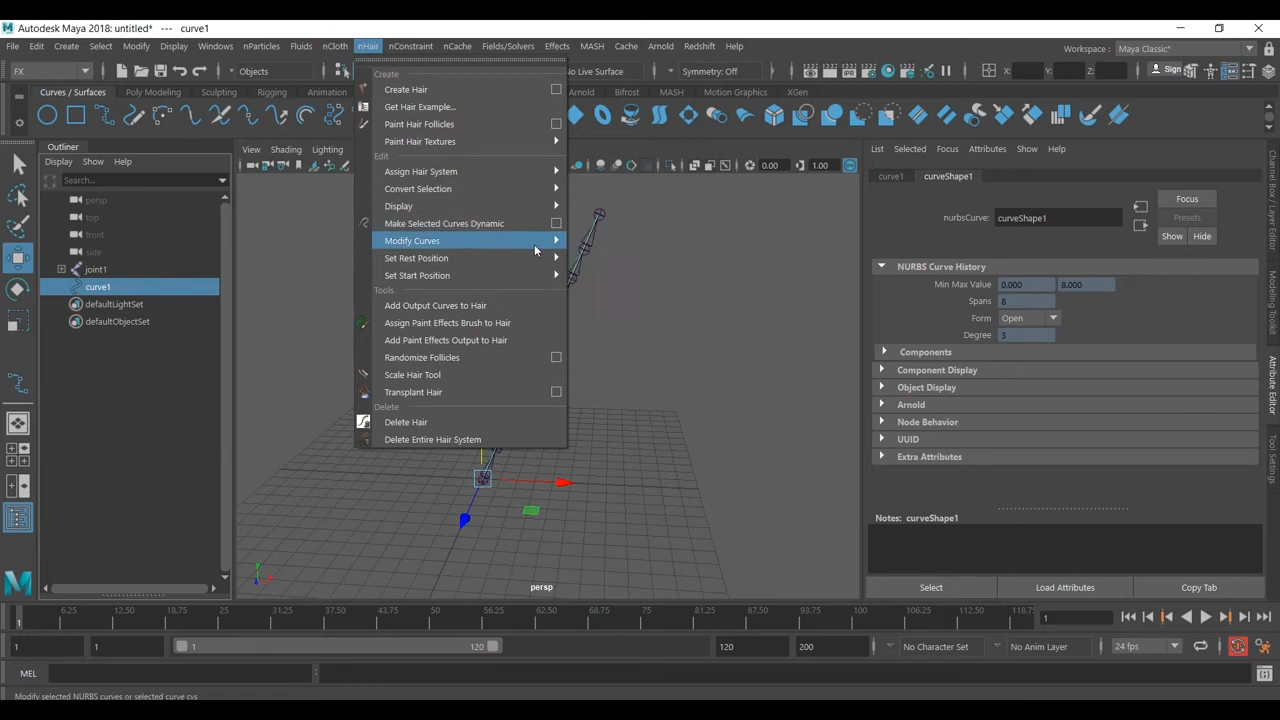 Autodesk Maya 2018: untitled* --- curve1
File Edit Create Select Modify Display Windows nParticles Fluids nCloth nHair nConstraint nCache Fields/Solvers Effects MASH Cache Arnold Redshift Help
Workspace : Maya Classic*
FX Objects No Live Surface Symmetry: Off X: Y: Z: Sign
Curves / Surfaces Poly Modeling Sculpting Rigging Animation Arnold Bifrost MASH Motion Graphics XGen
Outliner
Display Show Help
Search...
persp
top
front
side
joint1
curve1
defaultLightSet
defaultObjectSet
View Shading Lighting
0.00 1.00
Create
Create Hair
Get Hair Example...
Paint Hair Follicles
Paint Hair Textures
Edit
Assign Hair System
Convert Selection
Display
Make Selected Curves Dynamic
Modify Curves
Set Rest Position
Set Start Position
Tools
Add Output Curves to Hair
Assign Paint Effects Brush to Hair
Add Paint Effects Output to Hair
Randomize Follicles
Scale Hair Tool
Transplant Hair
Delete
Delete Hair
Delete Entire Hair System
y
persp
List Selected Focus Attributes Show Help
curve1 curveShape1
nurbsCurve: curveShape1
Focus
Presets
Show Hide
NURBS Curve History
Min Max Value 0.000 8.000
Spans 8
Form Open
Degree 3
Components
Component Display
Object Display
Arnold
Node Behavior
UUID
Extra Attributes
Notes: curveShape1
Select Load Attributes Copy Tab
Modeling Toolkit
Attribute Editor
Tool Settings
6.25 12.50 18.75 25 31.25 37.50 43.75 50 56.25 62.50 68.75 75 81.25 87.50 93.75 100 106.25 112.50 118.75
1 1
1 1 1 120 120 200 No Character Set No Anim Layer 24 fps
MEL
Modify selected NURBS curves or selected curve cvs